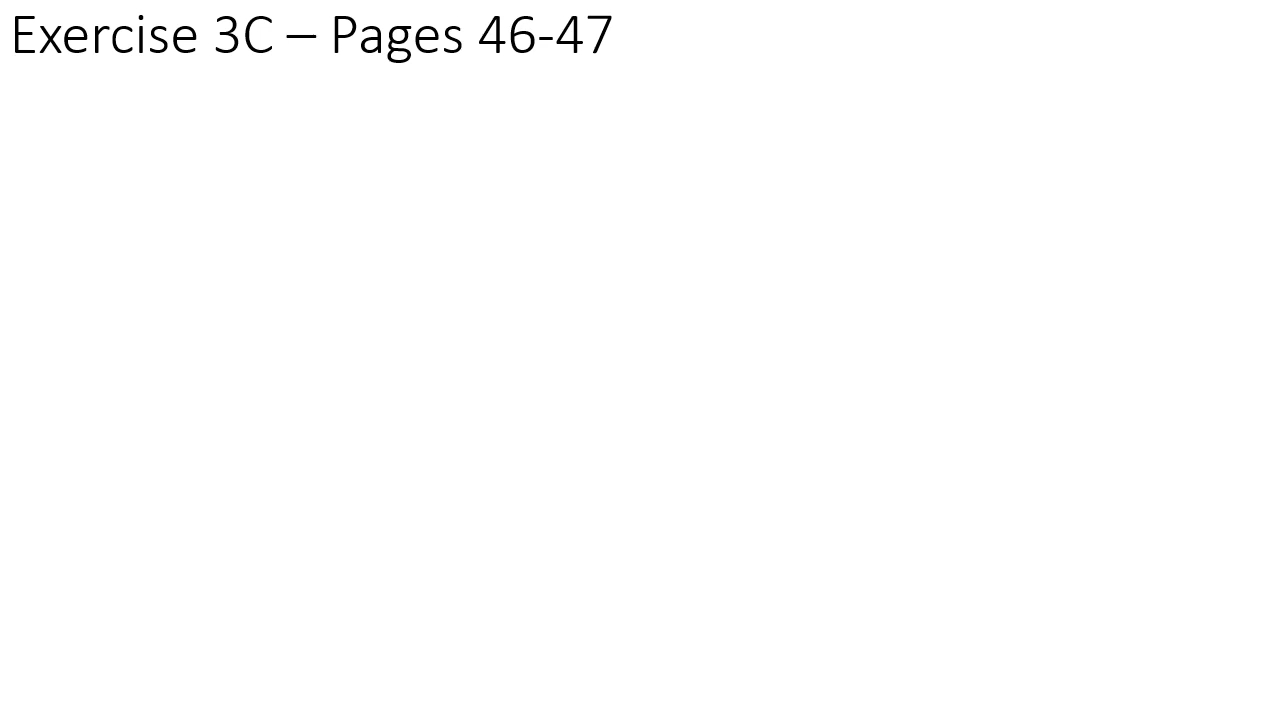 Exercise 3C – Pages 46-47